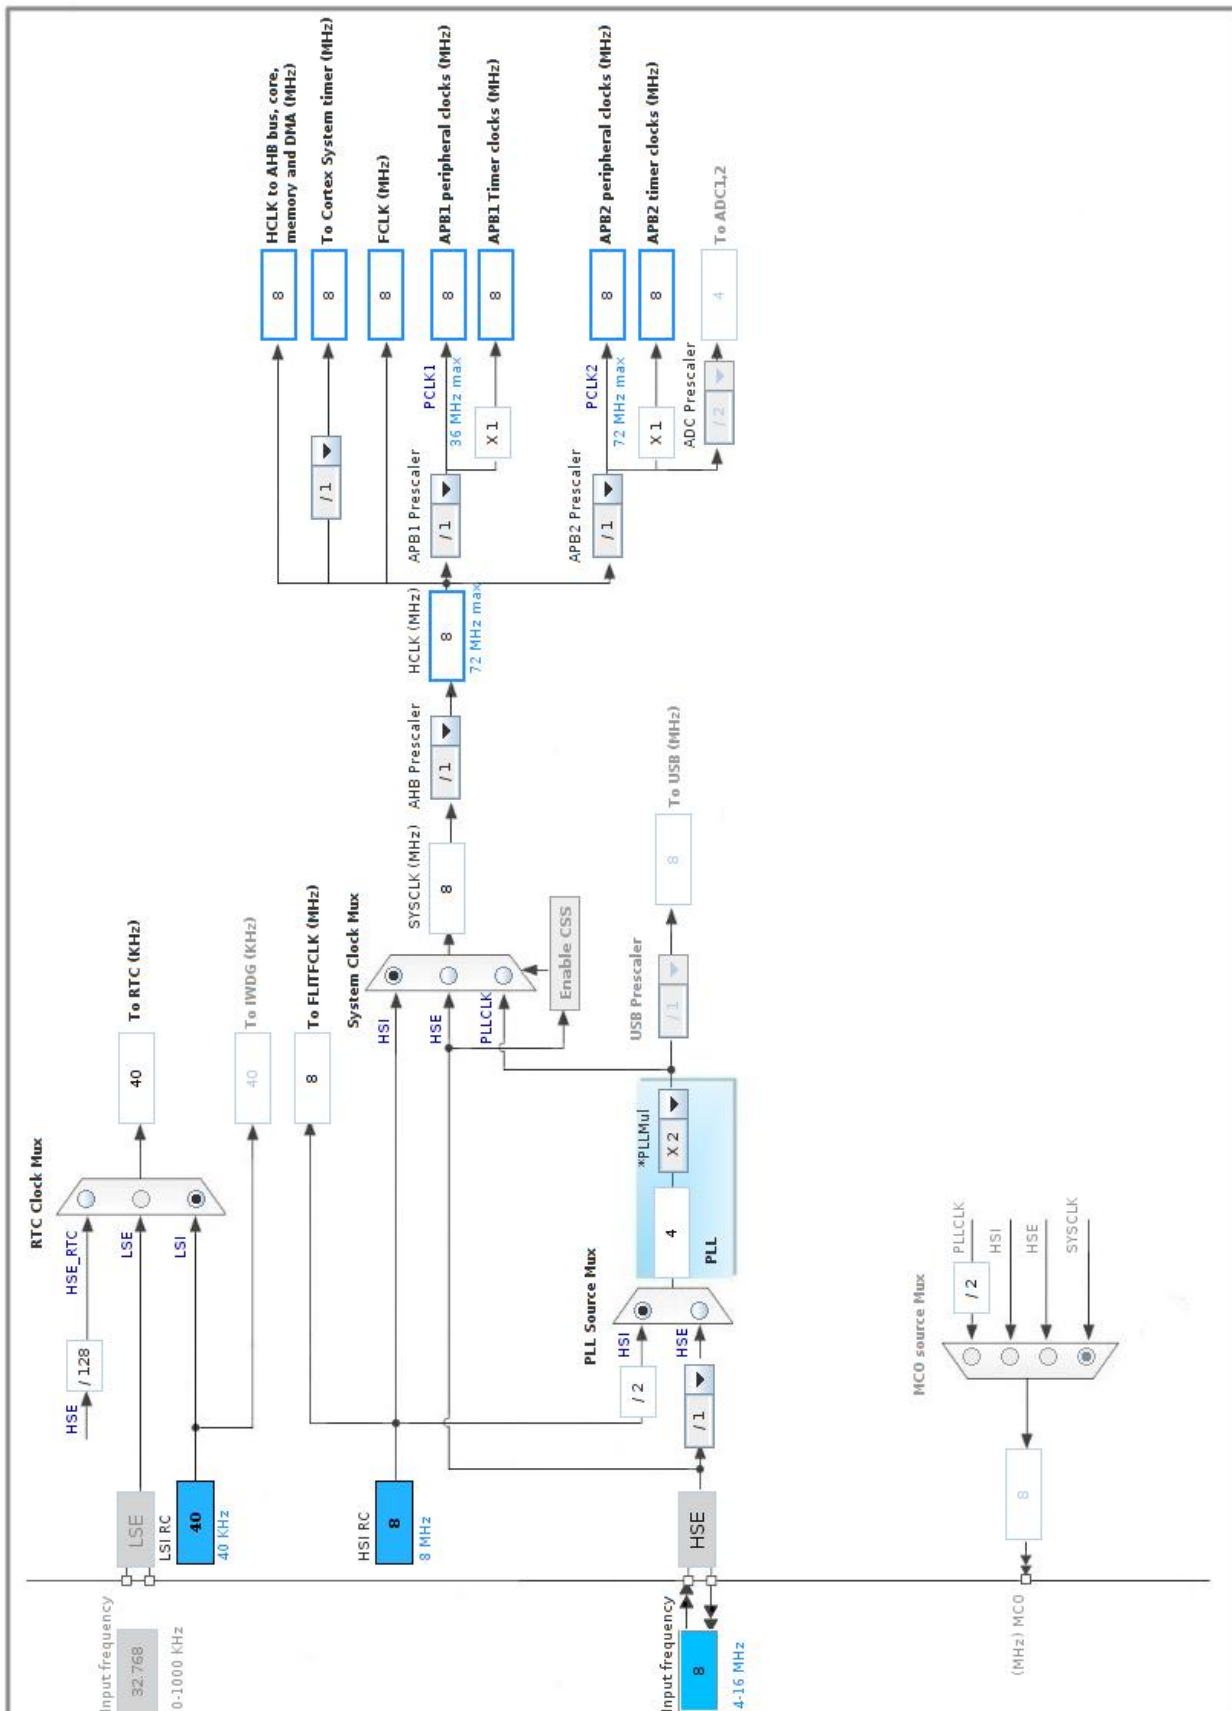 RTC Clock Mux
HSE
/ 128
HSE_RTC
LSE
LSI
40
To RTC (KHz)
Input frequency
32.768
0-1000 KHz
LSE
LSI RC
40
40 KHz
40
To IWDG (KHz)
8
To FLITFCLK (MHz)
HSI RC
8
8 MHz
System Clock Mux
HSI
HSE
PLLCLK
Enable CSS
SYSCLK (MHz)
8
AHB Prescaler
/ 1
HCLK (MHz)
8
72 MHz max
8
HCLK to AHB bus, core,
memory and DMA (MHz)
/ 1
8
To Cortex System timer (MHz)
8
FCLK (MHz)
APB1 Prescaler
/ 1
PCLK1
36 MHz max
8
APB1 peripheral clocks (MHz)
X 1
8
APB1 Timer clocks (MHz)
APB2 Prescaler
/ 1
PCLK2
72 MHz max
8
APB2 peripheral clocks (MHz)
X 1
8
APB2 timer clocks (MHz)
ADC Prescaler
/ 2
4
To ADC1,2
PLL Source Mux
HSI
/ 2
HSE
/ 1
4
*PLLMul
X 2
PLL
USB Prescaler
/ 1
8
To USB (MHz)
Input frequency
8
4-16 MHz
HSE
MCO source Mux
PLLCLK
/ 2
HSI
HSE
SYSCLK
8
(MHz) MCO